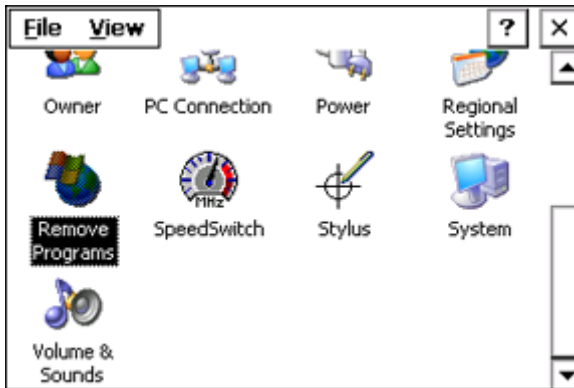 File View ? ×
Owner PC Connection Power Regional
Settings
MHz
Remove SpeedSwitch Stylus System
Programs
Volume &
Sounds